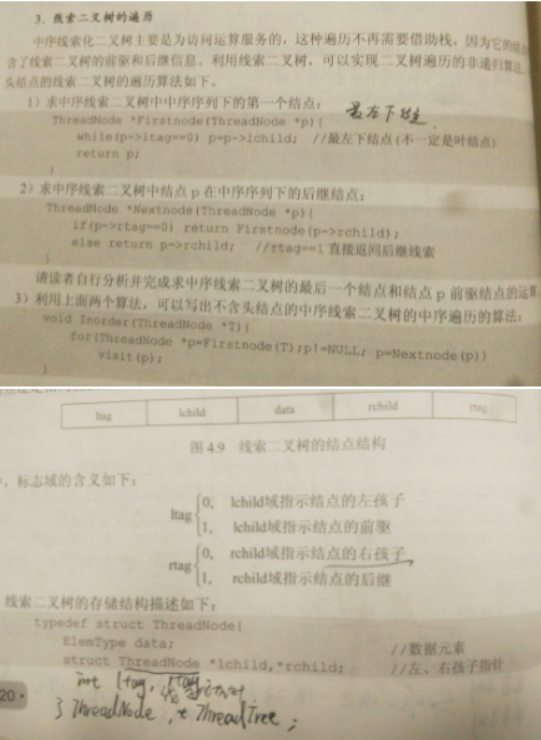 3. 线索二叉树的遍历
中序线索化二叉树主要是为访问运算服务的，这种遍历不再需要借助栈，因为它的结
含了线索二叉树的前驱和后继信息。利用线索二叉树，可以实现二叉树遍历的非递归算法。
头结点的线索二叉树的遍历算法如下。
1）求中序线索二叉树中中序序列下的第一个结点：
最左下结点
ThreadNode *Firstnode(ThreadNode *p){
while(p->ltag==0) p=p->lchild; //最左下结点(不一定是叶结点)
return p;
}
2）求中序线索二叉树中结点 p 在中序序列下的后继结点：
ThreadNode *Nextnode(ThreadNode *p){
if(p->rtag==0) return Firstnode(p->rchild);
else return p->rchild; //rtag==1 直接返回后继线索
}
请读者自行分析并完成求中序线索二叉树的最后一个结点和结点 p 前驱结点的运算
3）利用上面两个算法，可以写出不含头结点的中序线索二叉树的中序遍历的算法：
void Inorder(ThreadNode *T){
for(ThreadNode *p=Firstnode(T);p!=NULL; p=Nextnode(p))
visit(p);
}
ltag lchild data rchild rtag
图 4.9 线索二叉树的结点结构
，标志域的含义如下：
ltag { 0, lchild域指示结点的左孩子
1, lchild域指示结点的前驱
rtag { 0, rchild域指示结点的右孩子
1, rchild域指示结点的后继
线索二叉树的存储结构描述如下：
typedef struct ThreadNode{
ElemType data; //数据元素
struct ThreadNode *lchild,*rchild; //左、右孩子指针
int ltag, rtag
20·
} ThreadNode, * ThreadTree;